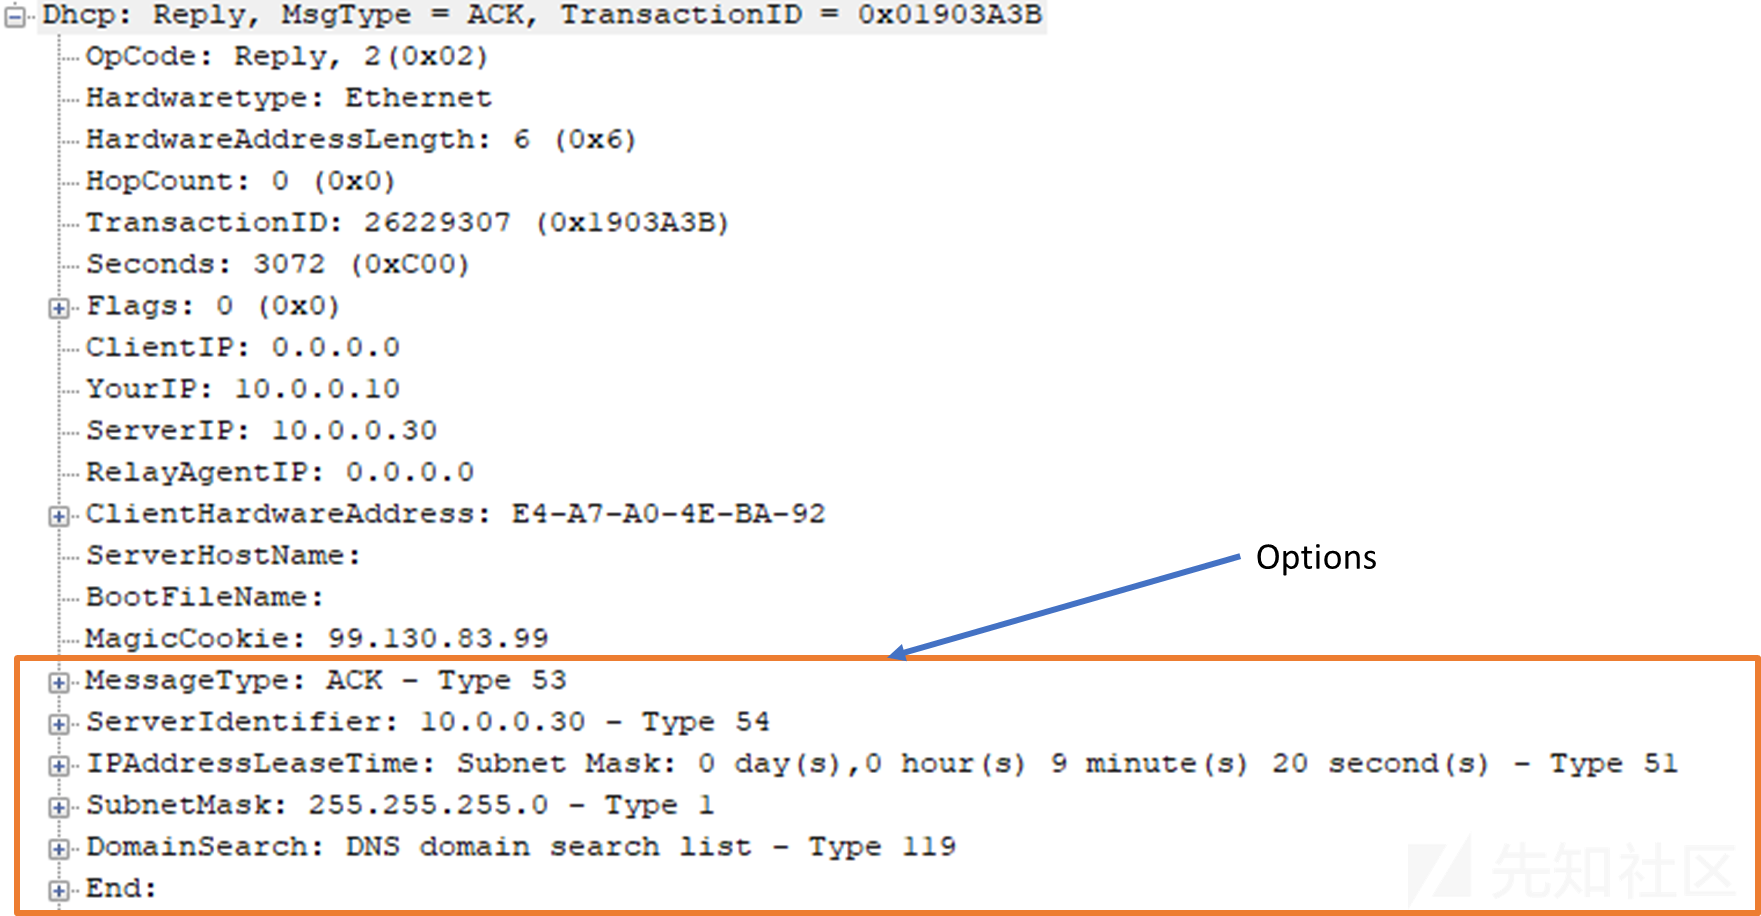 Dhcp: Reply, MsgType = ACK, TransactionID = 0x01903A3B
OpCode: Reply, 2(0x02)
Hardwaretype: Ethernet
HardwareAddressLength: 6 (0x6)
HopCount: 0 (0x0)
TransactionID: 26229307 (0x1903A3B)
Seconds: 3072 (0xC00)
Flags: 0 (0x0)
ClientIP: 0.0.0.0
YourIP: 10.0.0.10
ServerIP: 10.0.0.30
RelayAgentIP: 0.0.0.0
ClientHardwareAddress: E4-A7-A0-4E-BA-92
ServerHostName:
Options
BootFileName:
MagicCookie: 99.130.83.99
MessageType: ACK - Type 53
ServerIdentifier: 10.0.0.30 - Type 54
IPAddressLeaseTime: Subnet Mask: 0 day(s),0 hour(s) 9 minute(s) 20 second(s) - Type 51
SubnetMask: 255.255.255.0 - Type 1
DomainSearch: DNS domain search list - Type 119
End:
先知社区